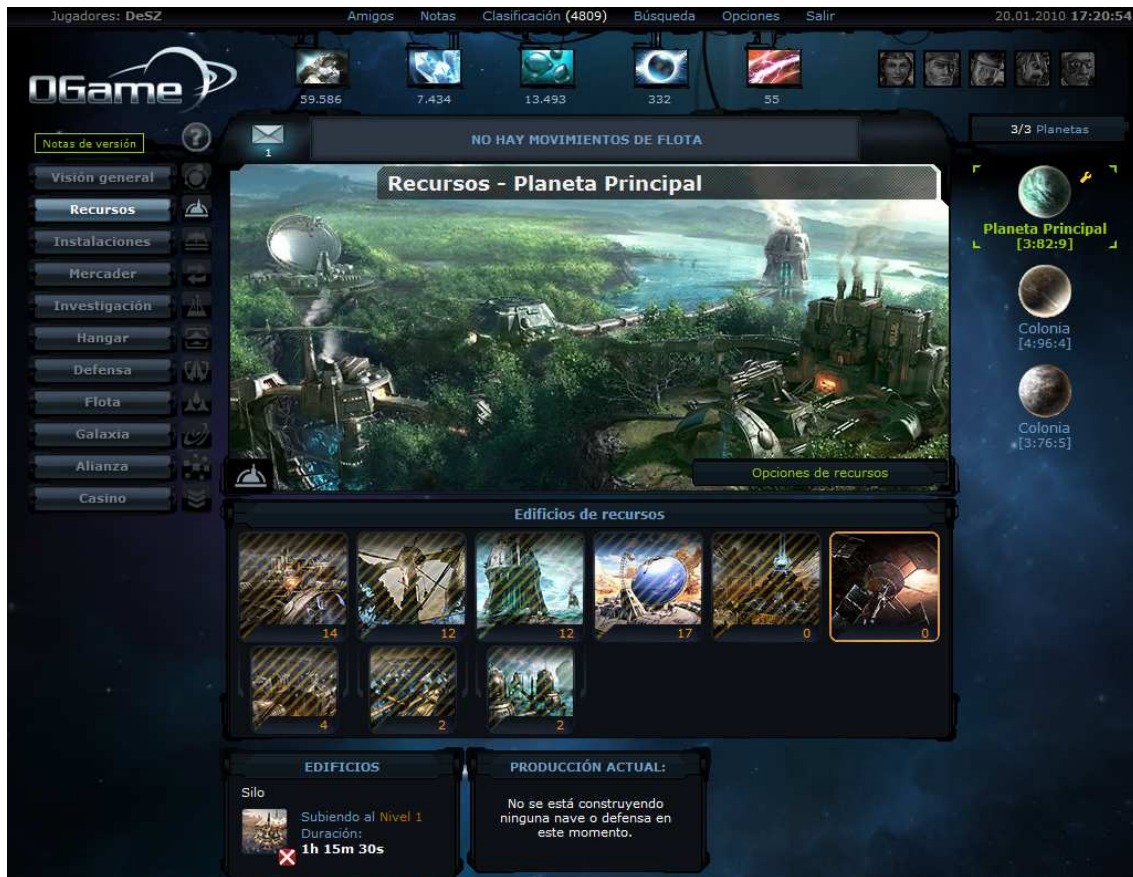 Jugadores: DeSZ
Amigos
Notas
Clasificación (4809)
Búsqueda
Opciones
Salir
20.01.2010 17:20:54
OGame
59.586
7.434
13.493
332
55
Notas de versión
?
1
NO HAY MOVIMIENTOS DE FLOTA
3/3 Planetas
Visión general
Recursos
Instalaciones
Mercader
Investigación
Hangar
Defensa
Flota
Galaxia
Alianza
Casino
Recursos - Planeta Principal
Opciones de recursos
Planeta Principal
[3:82:9]
Colonia
[4:96:4]
Colonia
[3:76:5]
Edificios de recursos
14
12
12
17
0
0
4
2
2
EDIFICIOS
Silo
Subiendo al Nivel 1
Duración:
1h 15m 30s
PRODUCCIÓN ACTUAL:
No se está construyendo
ninguna nave o defensa en
este momento.